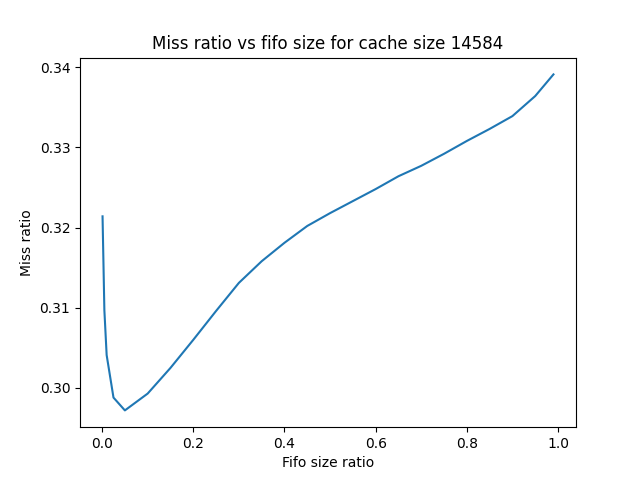 Miss ratio vs fifo size for cache size 14584
0.34
0.33
0.32
0.31
0.30
Miss ratio
0.0 0.2 0.4 0.6 0.8 1.0
Fifo size ratio